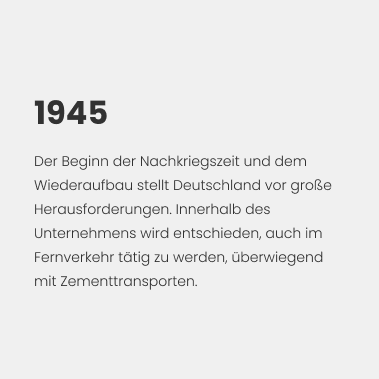 1945
Der Beginn der Nachkriegszeit und dem
Wiederaufbau stellt Deutschland vor große
Herausforderungen. Innerhalb des
Unternehmens wird entschieden, auch im
Fernverkehr tätig zu werden, überwiegend
mit Zementtransporten.